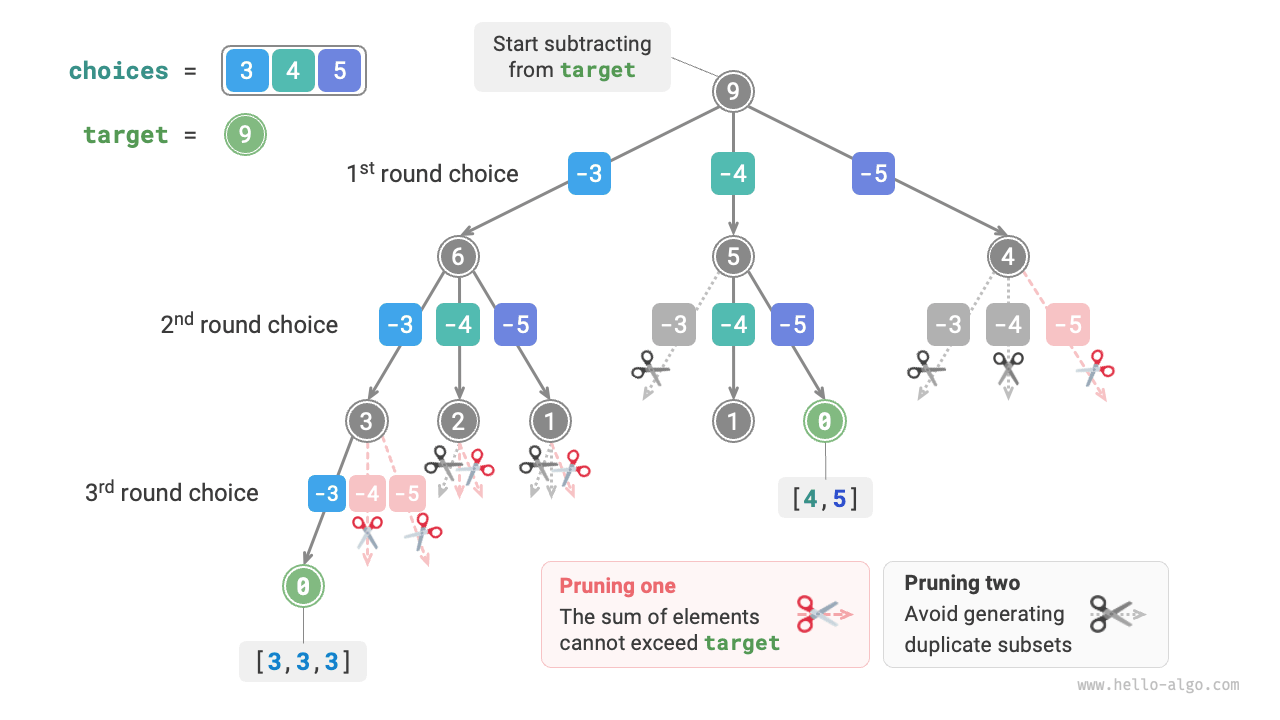 choices = 3 4 5
Start subtracting
from target
9
target = 9
1st round choice
-3 -4 -5
6 5 4
2nd round choice
-3 -4 -5 -3 -4 -5 -3 -4 -5
3 2 1 1 0
3rd round choice
-3 -4 -5
[4,5]
0
[3,3,3]
Pruning one
The sum of elements
cannot exceed target
Pruning two
Avoid generating
duplicate subsets
www.hello-algo.com